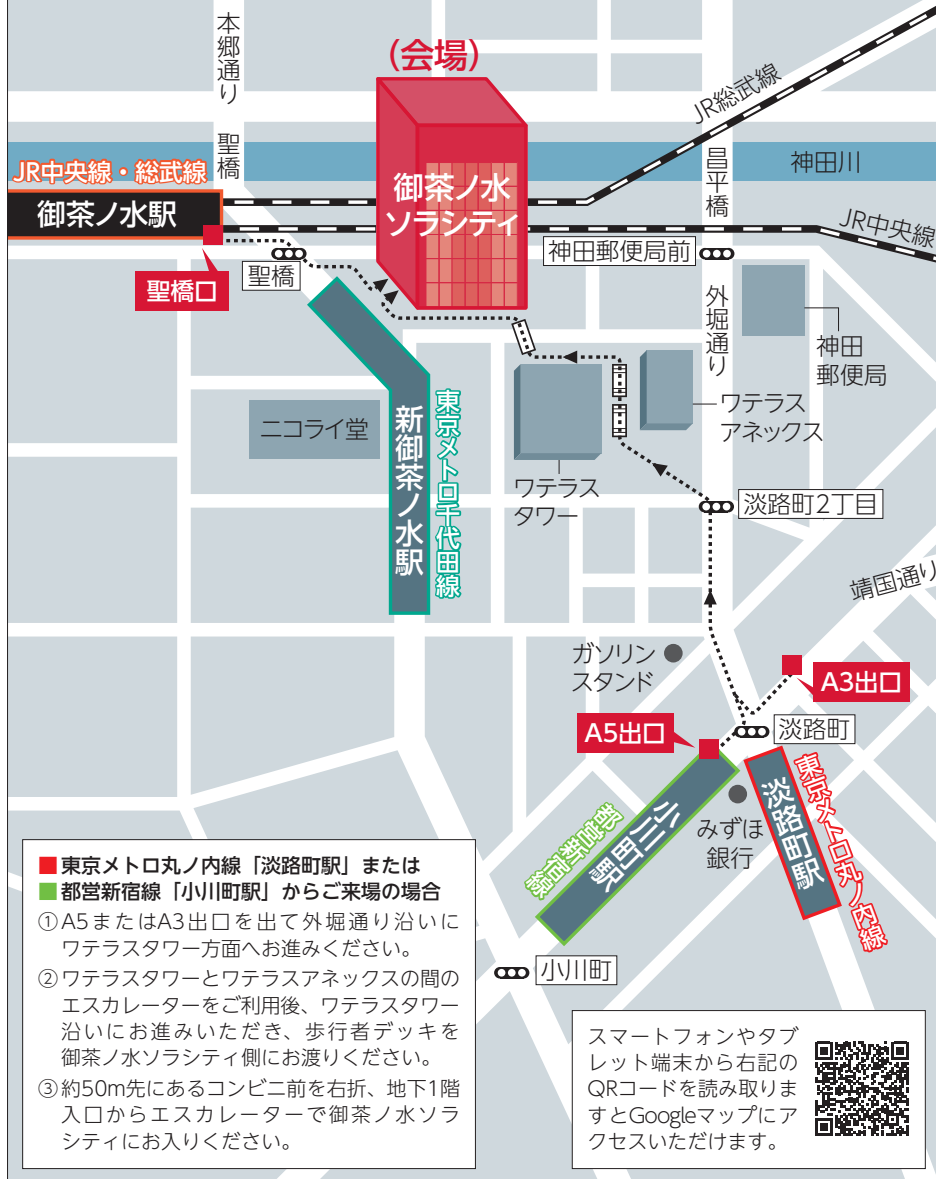 本郷通り
聖橋
(会場)
御茶ノ水
ソラシティ
JR総武線
昌平橋
神田川
JR中央線・総武線
御茶ノ水駅
JR中央線
聖橋口
聖橋
神田郵便局前
外堀通り
神田
郵便局
ワテラス
アネックス
ニコライ堂
新御茶ノ水駅
東京メトロ千代田線
ワテラス
タワー
淡路町2丁目
靖国通り
ガソリン
スタンド
A3出口
A5出口
淡路町
都営新宿線
小川町駅
みずほ
銀行
淡路町駅
東京メトロ丸ノ内線
小川町
東京メトロ丸ノ内線「淡路町駅」または
都営新宿線「小川町駅」からご来場の場合
①A5またはA3出口を出て外堀通り沿いに
ワテラスタワー方面へお進みください。
②ワテラスタワーとワテラスアネックスの間の
エスカレーターをご利用後、ワテラスタワー
沿いにお進みいただき、歩行者デッキを
御茶ノ水ソラシティ側にお渡りください。
③約50m先にあるコンビニ前を右折、地下1階
入口からエスカレーターで御茶ノ水ソラ
シティにお入りください。
スマートフォンやタブ
レット端末から右記の
QRコードを読み取りま
すとGoogleマップにア
クセスいただけます。